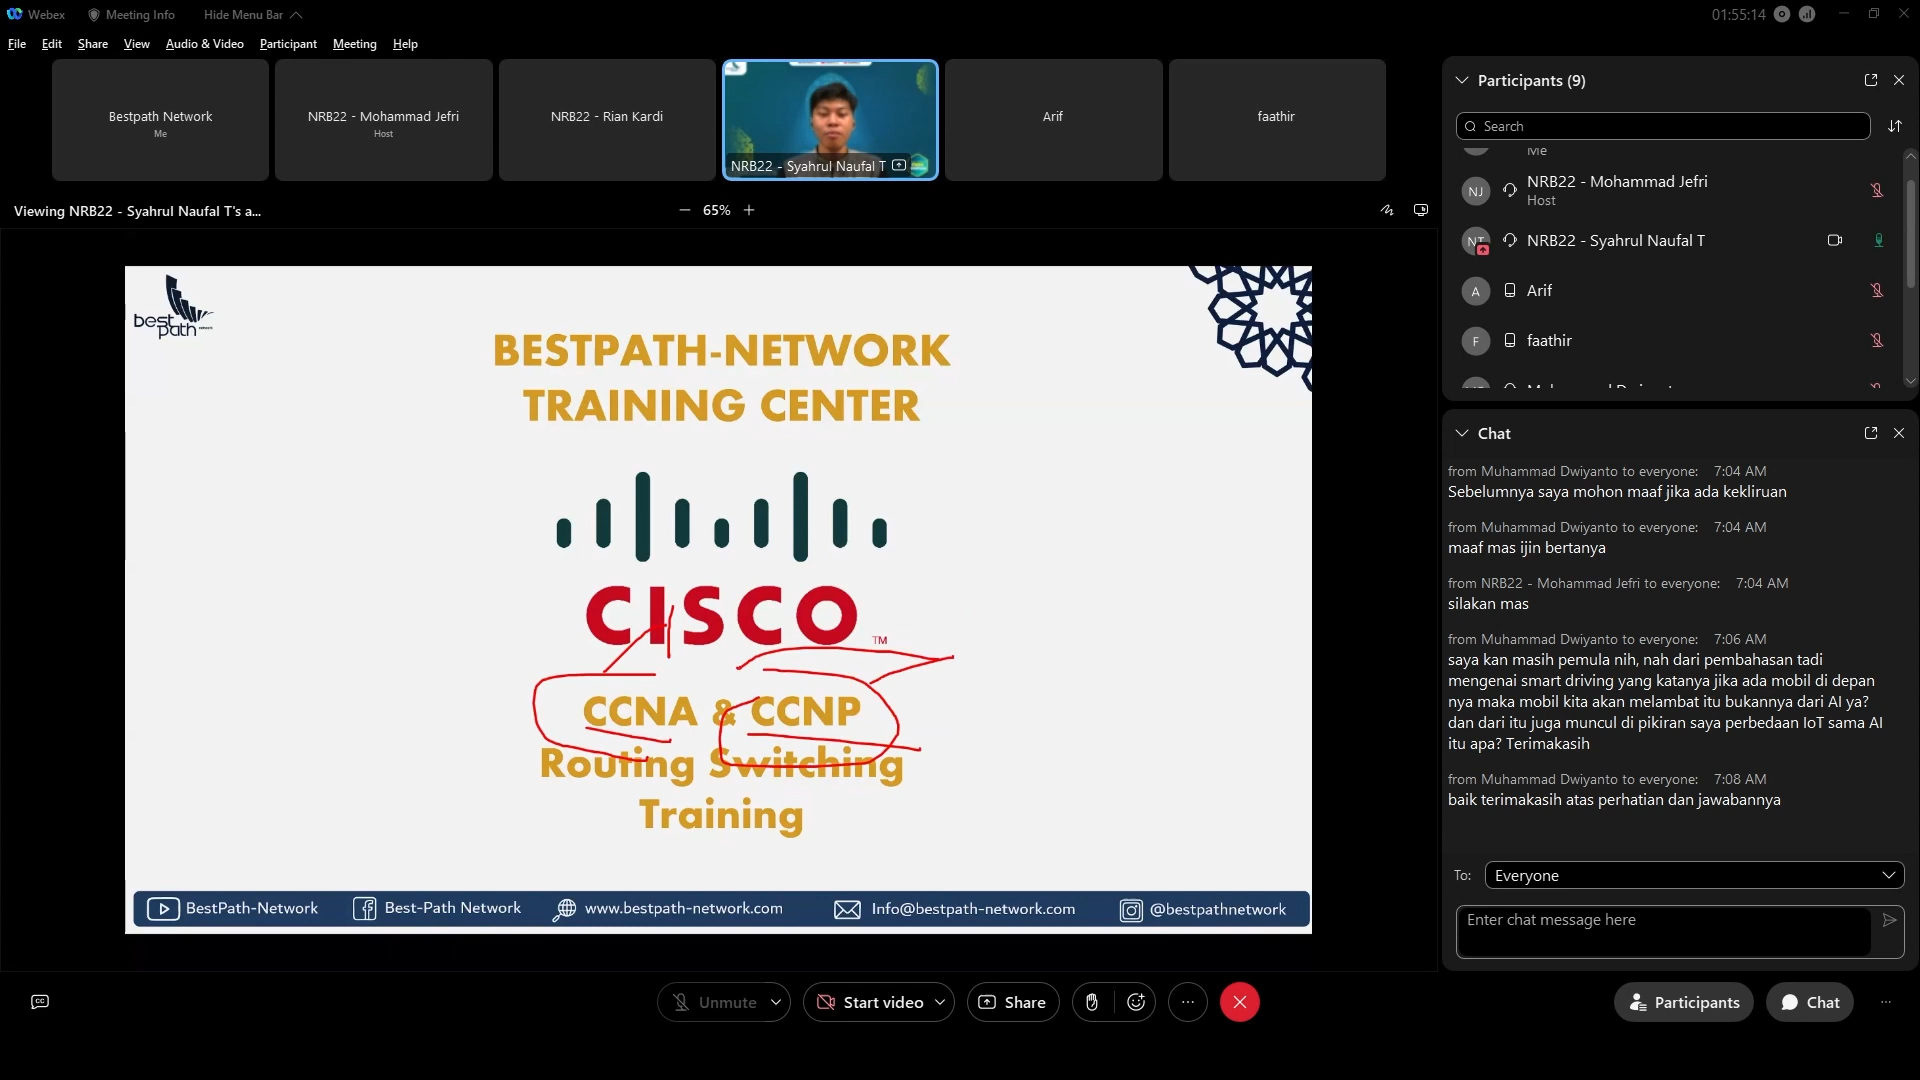 Webex
Meeting Info
Hide Menu Bar
01:55:14
File Edit Share View Audio & Video Participant Meeting Help
Bestpath Network
Me
NRB22 - Mohammad Jefri
Host
NRB22 - Rian Kardi
NRB22 - Syahrul Naufal T
Arif
faathir
Viewing NRB22 - Syahrul Naufal T's a...
65%
best
path
BESTPATH-NETWORK
TRAINING CENTER
CISCO
TM
CCNA & CCNP
Routing Switching
Training
BestPath-Network
Best-Path Network
www.bestpath-network.com
Info@bestpath-network.com
@bestpathnetwork
Participants (9)
Search
Me
NJ
NRB22 - Mohammad Jefri
Host
NT
NRB22 - Syahrul Naufal T
A
Arif
F
faathir
Chat
from Muhammad Dwiyanto to everyone: 7:04 AM
Sebelumnya saya mohon maaf jika ada kekliruan
from Muhammad Dwiyanto to everyone: 7:04 AM
maaf mas ijin bertanya
from NRB22 - Mohammad Jefri to everyone: 7:04 AM
silakan mas
from Muhammad Dwiyanto to everyone: 7:06 AM
saya kan masih pemula nih, nah dari pembahasan tadi
mengenai smart driving yang katanya jika ada mobil di depan
nya maka mobil kita akan melambat itu bukannya dari AI ya?
dan dari itu juga muncul di pikiran saya perbedaan IoT sama AI
itu apa? Terimakasih
from Muhammad Dwiyanto to everyone: 7:08 AM
baik terimakasih atas perhatian dan jawabannya
To: Everyone
Enter chat message here
CC
Unmute
Start video
Share
Participants
Chat